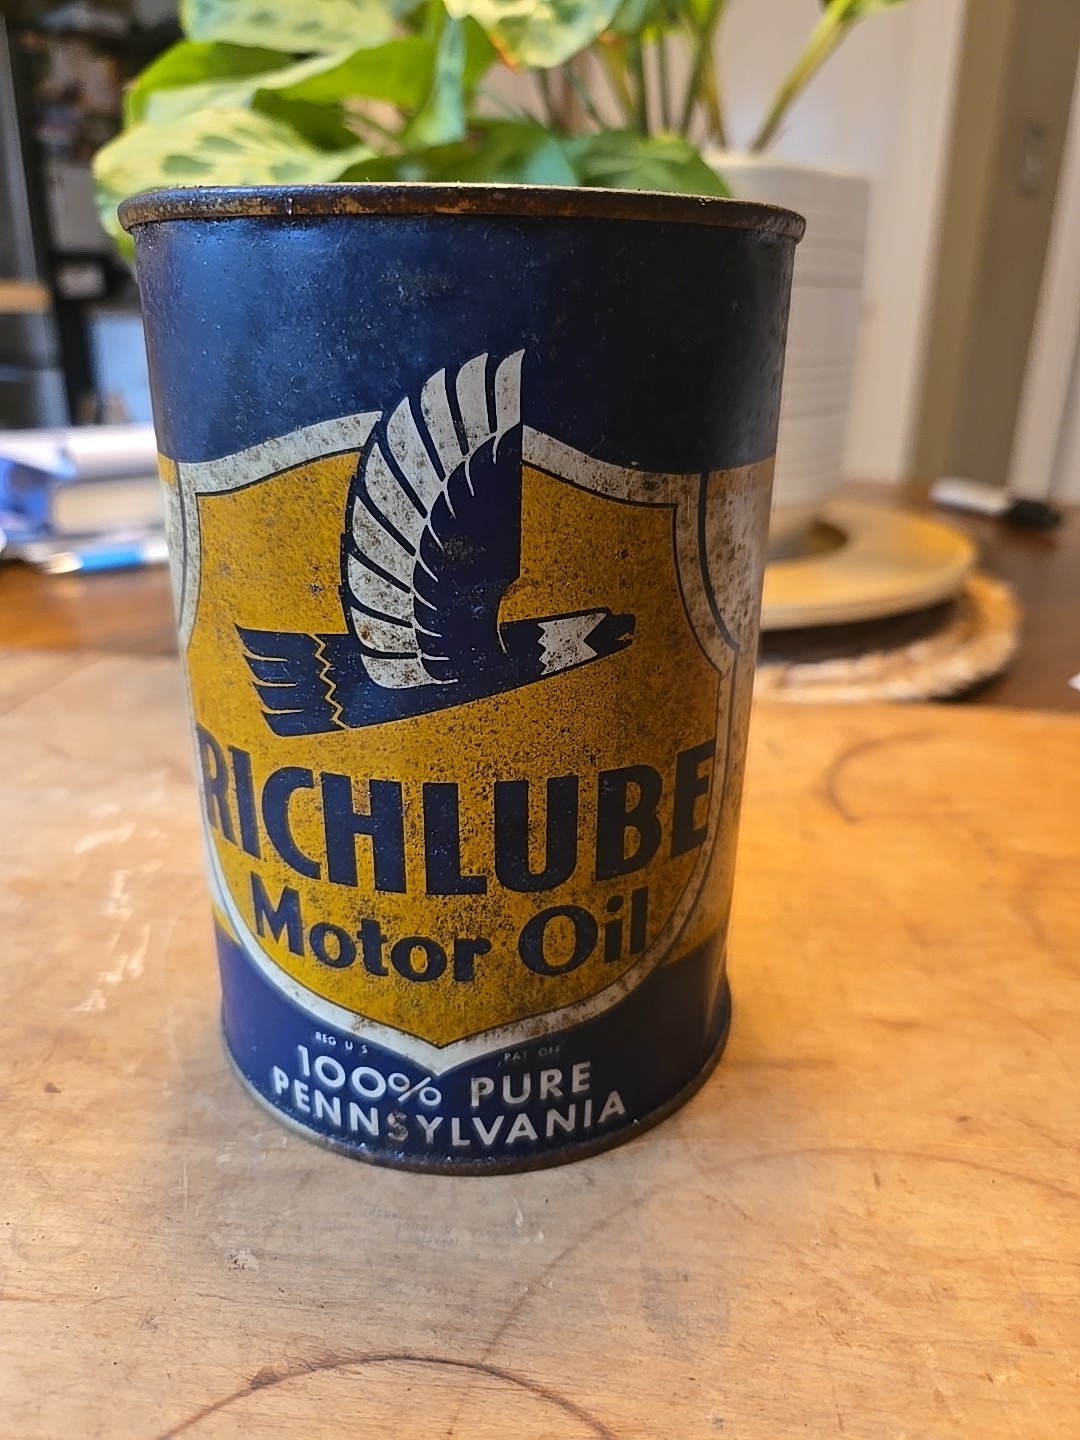 RICHLUBE
Motor Oil
REG U S PAT OFF
100% PURE
PENNSYLVANIA